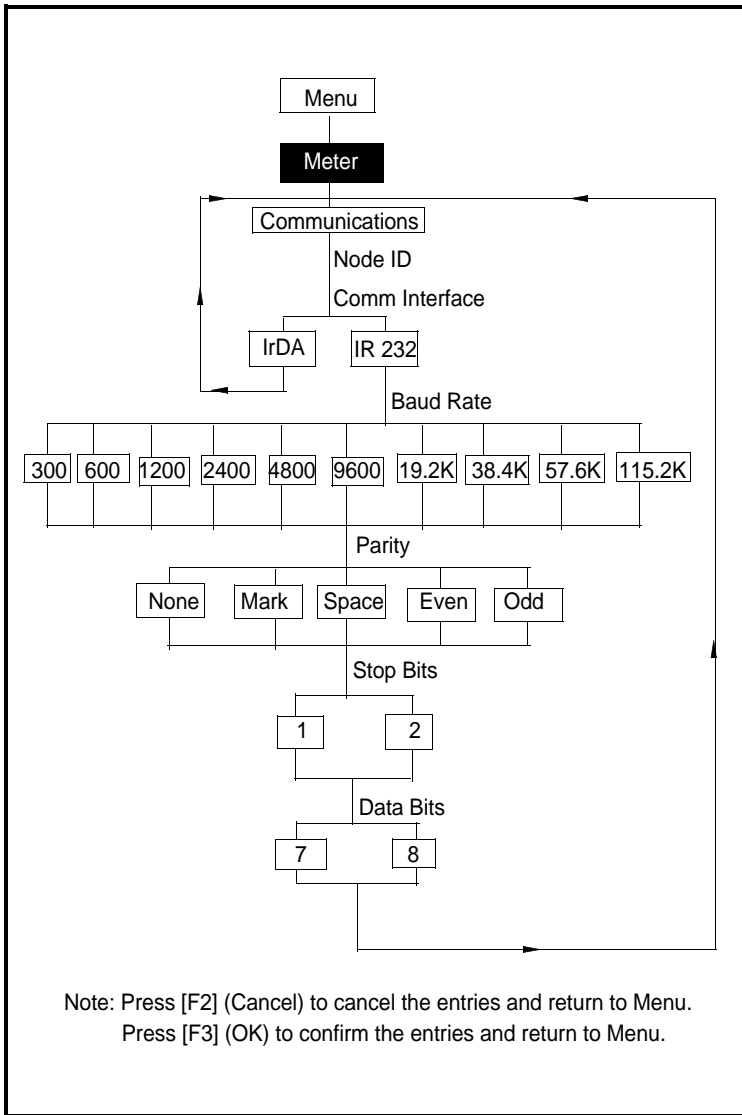 Menu
Meter
Communications
Node ID
Comm Interface
IrDA IR 232
Baud Rate
300 600 1200 2400 4800 9600 19.2K 38.4K 57.6K 115.2K
Parity
None Mark Space Even Odd
Stop Bits
1 2
Data Bits
7 8
Note: Press [F2] (Cancel) to cancel the entries and return to Menu.
Press [F3] (OK) to confirm the entries and return to Menu.